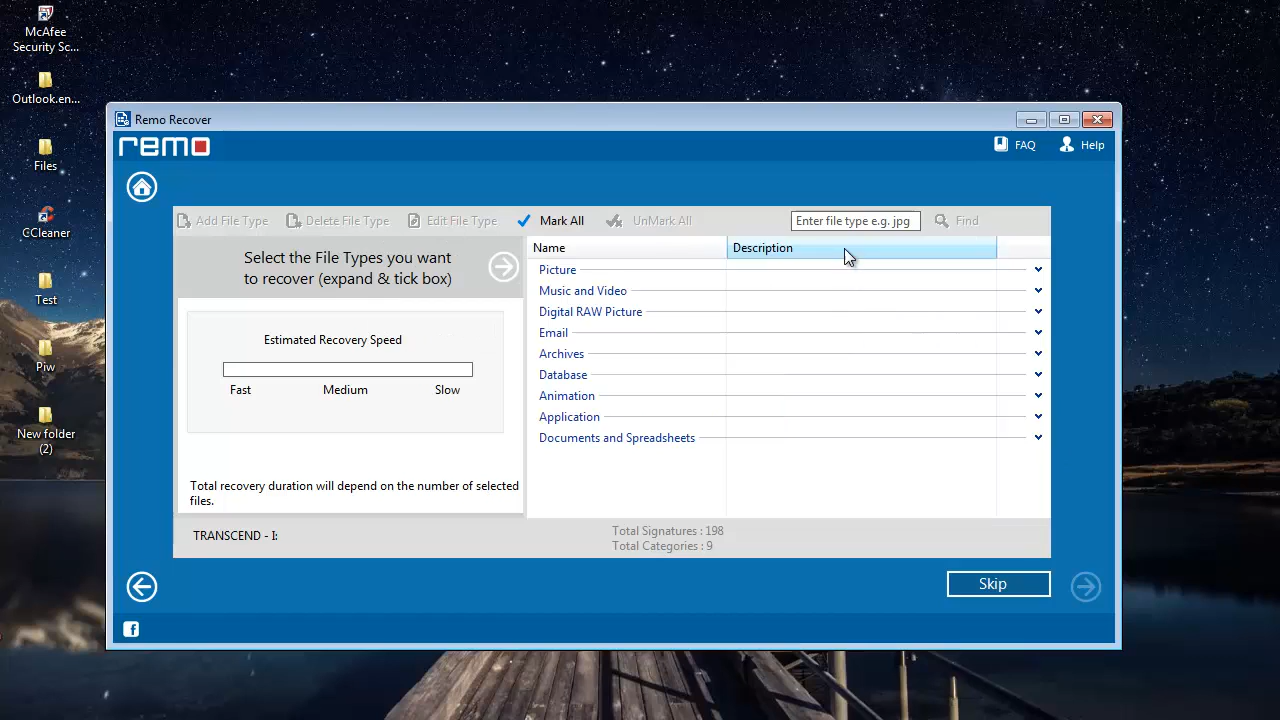 McAfee
Security Sc...
Outlook.en...
Files
CCleaner
Test
Piw
New folder
(2)
Remo Recover
remo
FAQ
Help
Add File Type
Delete File Type
Edit File Type
Mark All
UnMark All
Enter file type e.g. jpg
Find
Select the File Types you want
to recover (expand & tick box)
Name
Description
Picture
Music and Video
Digital RAW Picture
Email
Archives
Database
Animation
Application
Documents and Spreadsheets
Estimated Recovery Speed
Fast
Medium
Slow
Total recovery duration will depend on the number of selected
files.
TRANSCEND - I:
Total Signatures : 198
Total Categories : 9
Skip
f